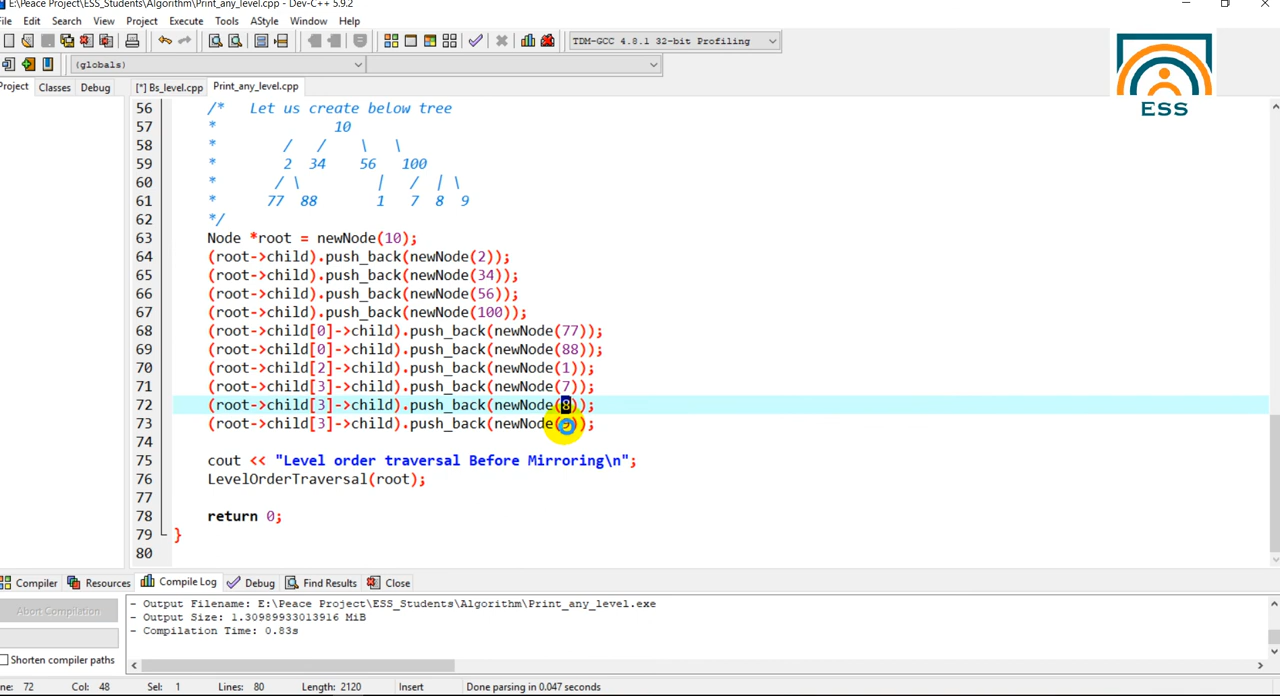 E:\Peace Project\ESS_Students\Algorithm\Print_any_level.cpp - Dev-C++ 5.9.2
File Edit Search View Project Execute Tools AStyle Window Help
TDM-GCC 4.8.1 32-bit Profiling
(globals)
Project Classes Debug [*] Bs_level.cpp Print_any_level.cpp
ESS
56 /* Let us create below tree
57 * 10
58 * / / \ \
59 * 2 34 56 100
60 * / \ | / | \
61 * 77 88 1 7 8 9
62 */
63 Node *root = newNode(10);
64 (root->child).push_back(newNode(2));
65 (root->child).push_back(newNode(34));
66 (root->child).push_back(newNode(56));
67 (root->child).push_back(newNode(100));
68 (root->child[0]->child).push_back(newNode(77));
69 (root->child[0]->child).push_back(newNode(88));
70 (root->child[2]->child).push_back(newNode(1));
71 (root->child[3]->child).push_back(newNode(7));
72 (root->child[3]->child).push_back(newNode(8));
73 (root->child[3]->child).push_back(newNode(9));
74
75 cout << "Level order traversal Before Mirroring\n";
76 LevelOrderTraversal(root);
77
78 return 0;
79 }
80
Compiler Resources Compile Log Debug Find Results Close
Abort Compilation
Shorten compiler paths
- Output Filename: E:\Peace Project\ESS_Students\Algorithm\Print_any_level.exe
- Output Size: 1.30989933013916 MiB
- Compilation Time: 0.83s
ne: 72 Col: 48 Sel: 1 Lines: 80 Length: 2120 Insert Done parsing in 0.047 seconds